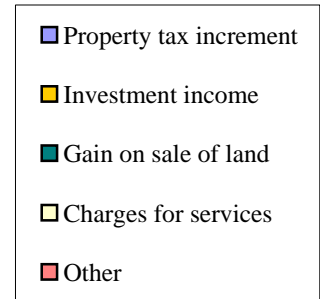 Property tax increment
Investment income
Gain on sale of land
Charges for services
Other